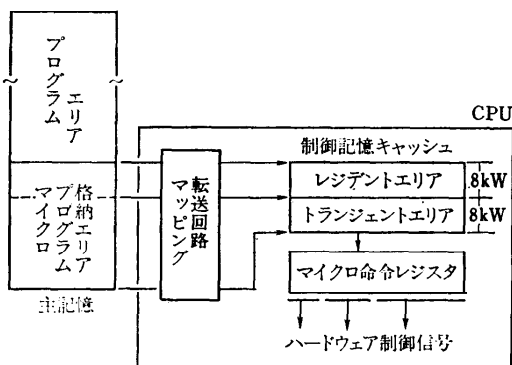 プログラム
エリア
マイクロ
プログラム
格納エリア
主記憶
マッピング
転送回路
CPU
制御記憶キャッシュ
レジデントエリア
8kW
トランジェントエリア
8kW
マイクロ命令レジスタ
ハードウェア制御信号